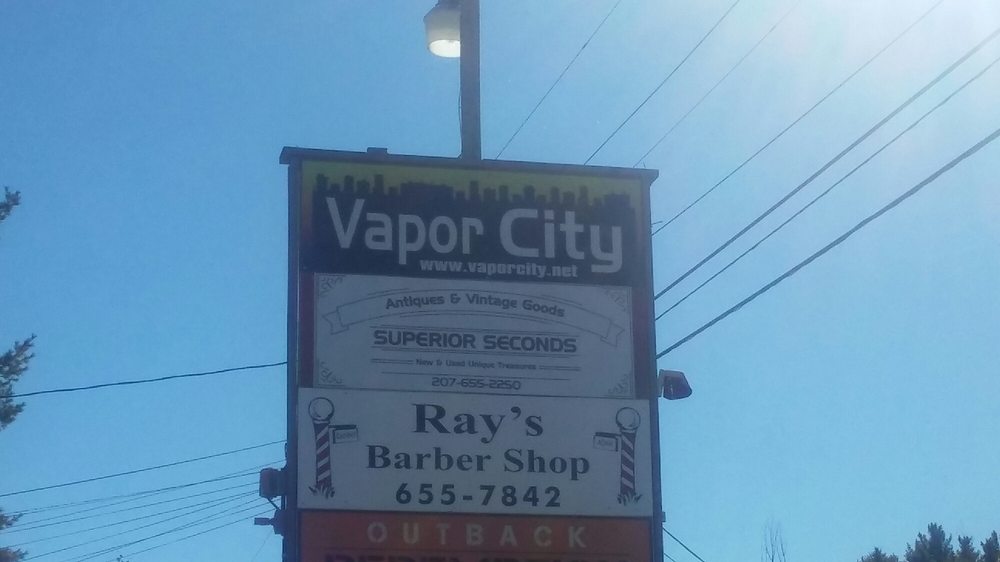 Vapor City
www.vaporcity.net
Antiques & Vintage Goods
SUPERIOR SECONDS
New & Used Unique Treasures
207-655-2250
Ray's
Barber Shop
655-7842
OUTBACK